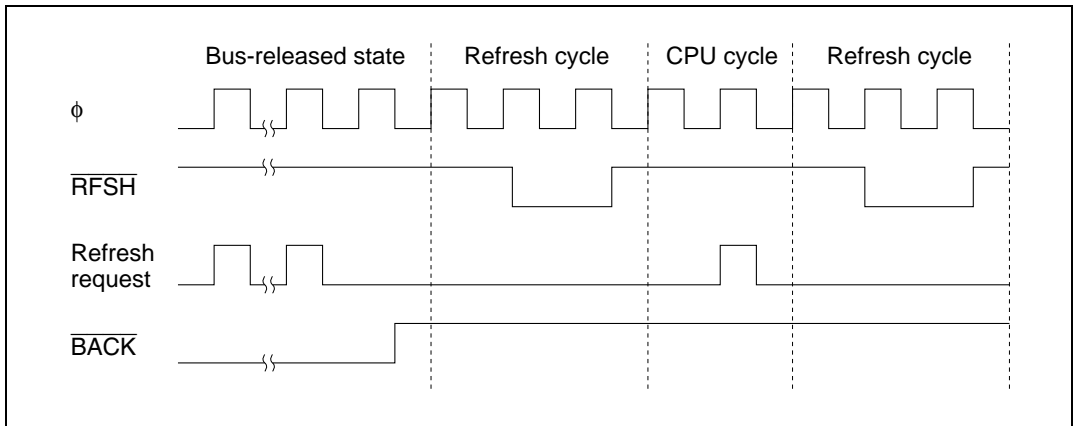 Bus-released state Refresh cycle CPU cycle Refresh cycle
ϕ
RFSH
Refresh
request
BACK